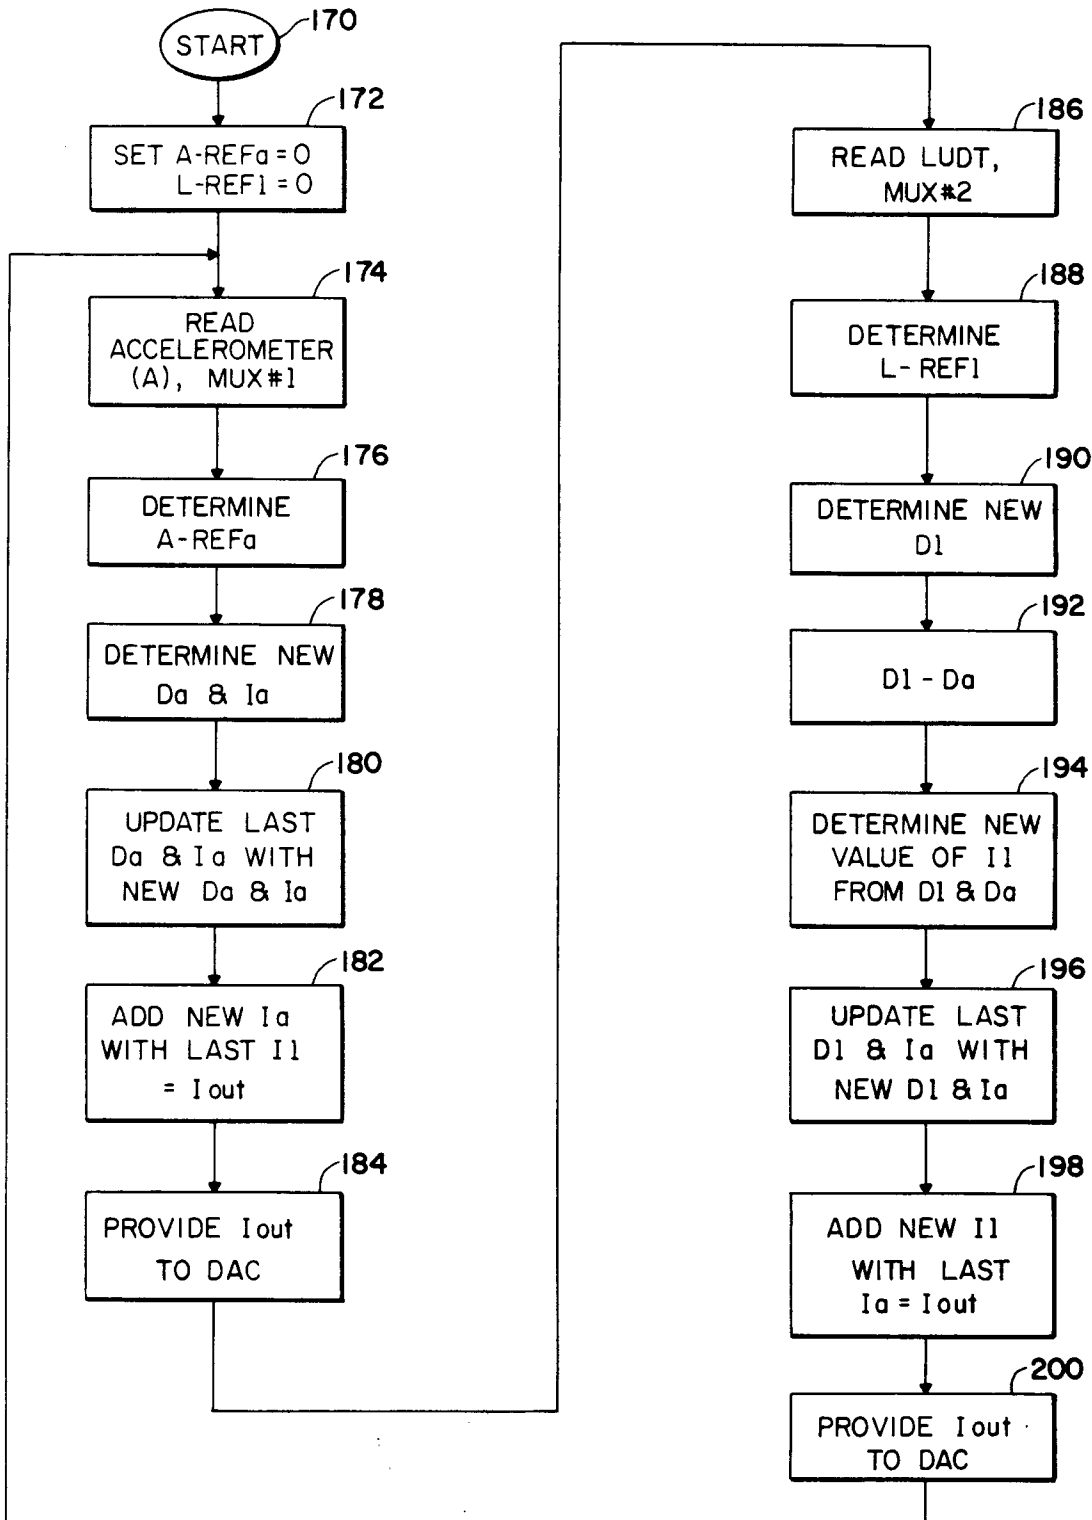 START
170
172
SET A-REFa=0
L-REF1=0
174
READ
ACCELEROMETER
(A), MUX#1
176
DETERMINE
A-REFa
178
DETERMINE NEW
Da & Ia
180
UPDATE LAST
Da & Ia WITH
NEW Da & Ia
182
ADD NEW Ia
WITH LAST I1
= Iout
184
PROVIDE Iout
TO DAC
186
READ LUDT,
MUX#2
188
DETERMINE
L-REF1
190
DETERMINE NEW
D1
192
D1-Da
194
DETERMINE NEW
VALUE OF I1
FROM D1 & Da
196
UPDATE LAST
D1 & Ia WITH
NEW D1 & Ia
198
ADD NEW I1
WITH LAST
Ia = Iout
200
PROVIDE Iout
TO DAC